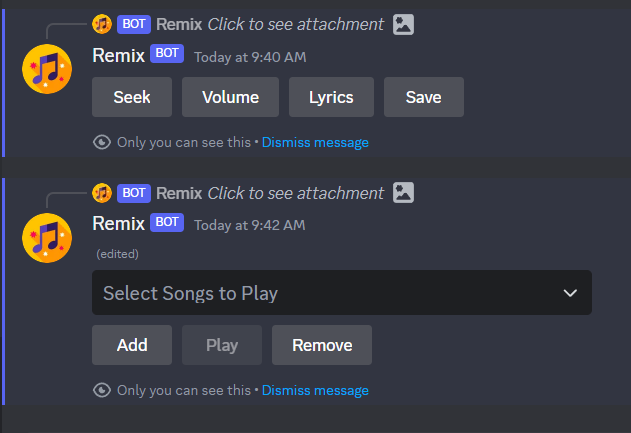 BOT Remix Click to see attachment
Remix BOT Today at 9:40 AM
Seek Volume Lyrics Save
Only you can see this • Dismiss message
BOT Remix Click to see attachment
Remix BOT Today at 9:42 AM
(edited)
Select Songs to Play
Add Play Remove
Only you can see this • Dismiss message